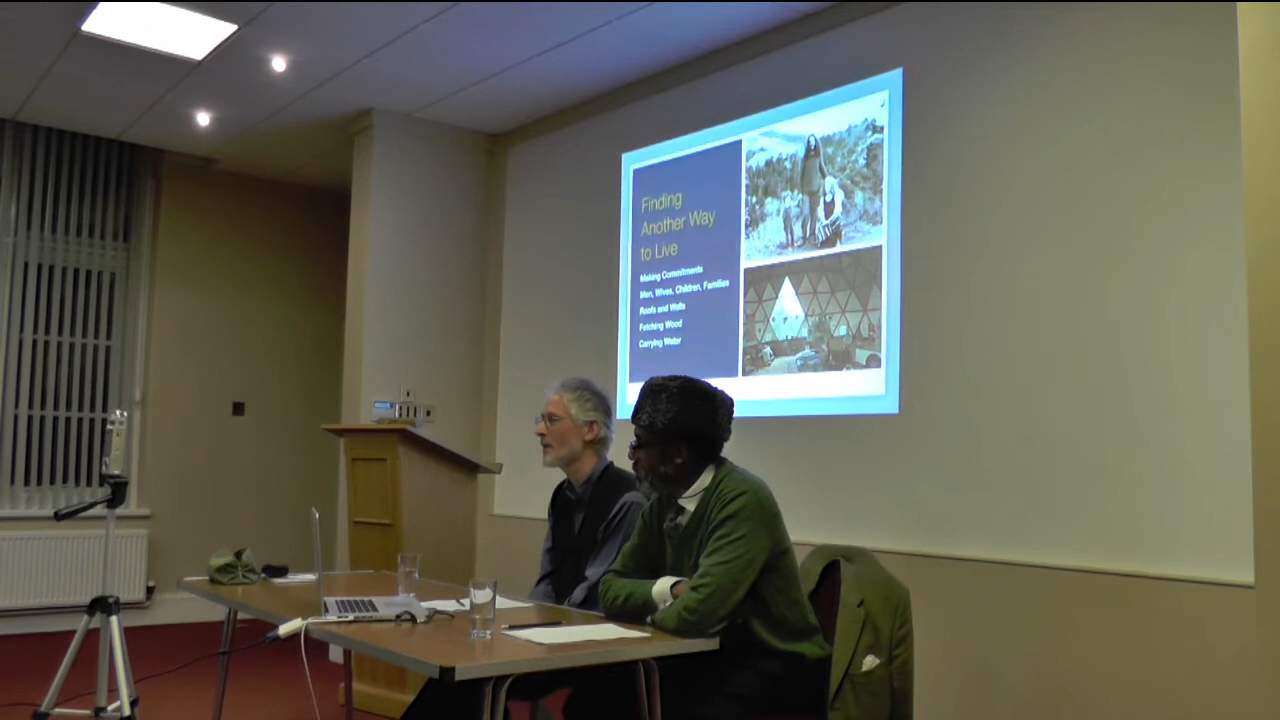 Finding
Another Way
to Live
Making Commitments
Men, Wives, Children, Families
Roofs and Walls
Fetching Wood
Carrying Water